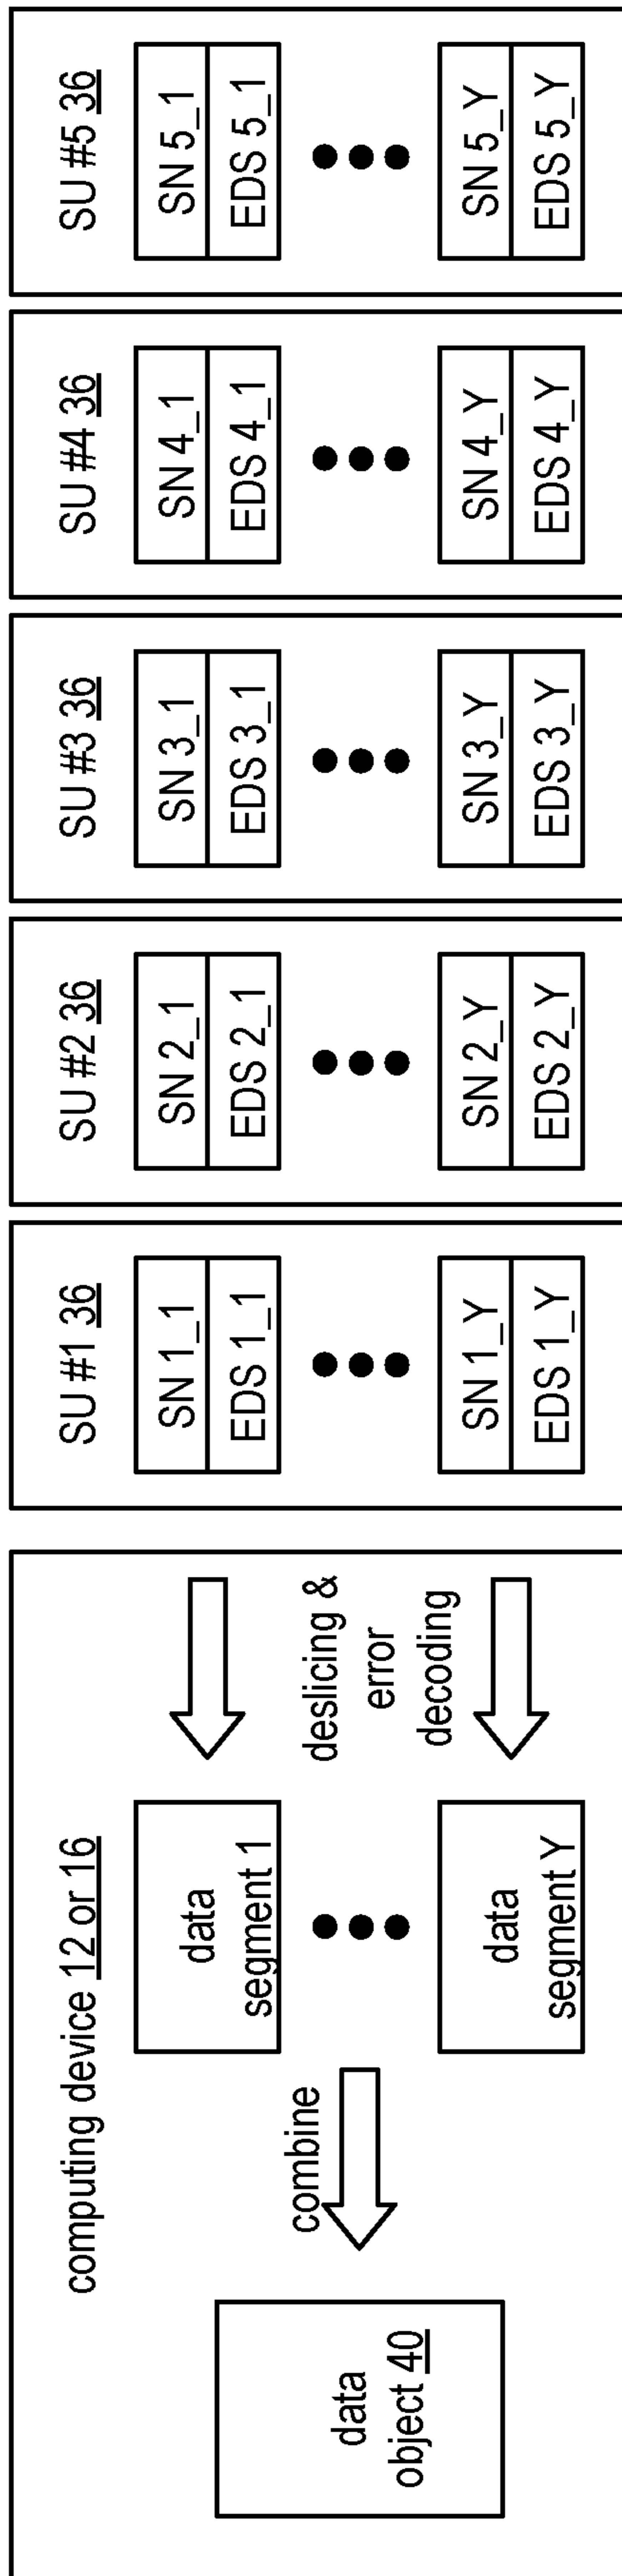 computing device 12 or 16
data
object 40
combine
data
segment 1
data
segment Y
deslicing &
error
decoding
SU #1 36
SN 1_1
EDS 1_1
SN 1_Y
EDS 1_Y
SU #2 36
SN 2_1
EDS 2_1
SN 2_Y
EDS 2_Y
SU #3 36
SN 3_1
EDS 3_1
SN 3_Y
EDS 3_Y
SU #4 36
SN 4_1
EDS 4_1
SN 4_Y
EDS 4_Y
SU #5 36
SN 5_1
EDS 5_1
SN 5_Y
EDS 5_Y